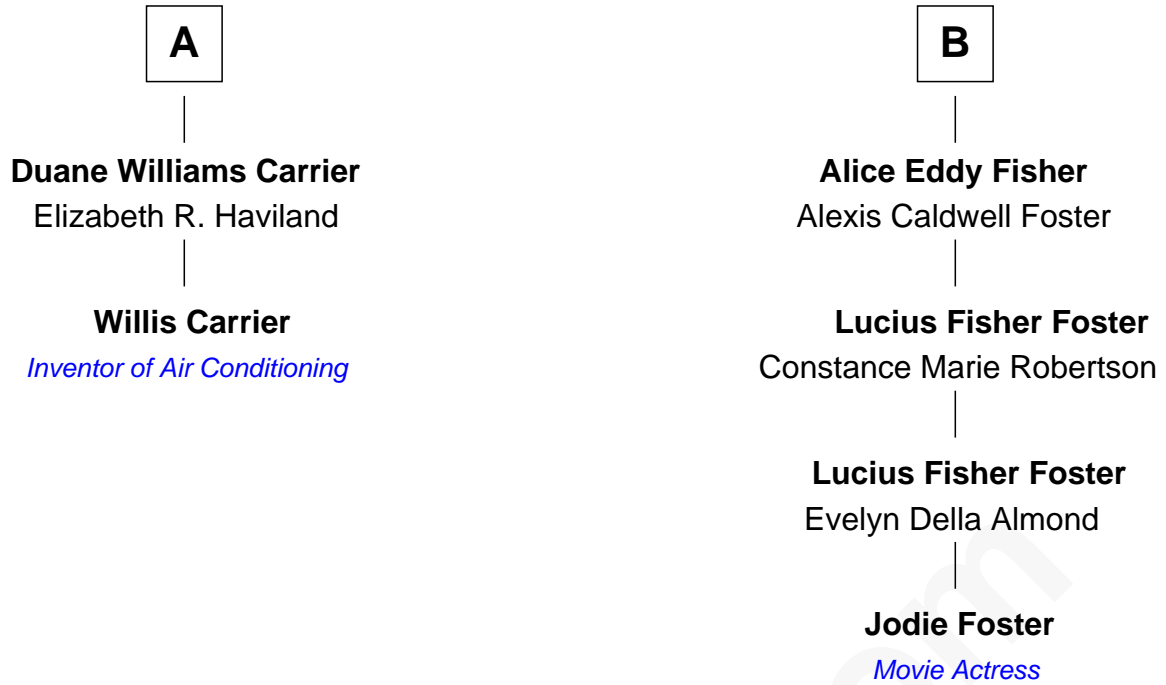 A
Duane Williams Carrier
Elizabeth R. Haviland
Willis Carrier
Inventor of Air Conditioning
B
Alice Eddy Fisher
Alexis Caldwell Foster
Lucius Fisher Foster
Constance Marie Robertson
Lucius Fisher Foster
Evelyn Della Almond
Jodie Foster
Movie Actress